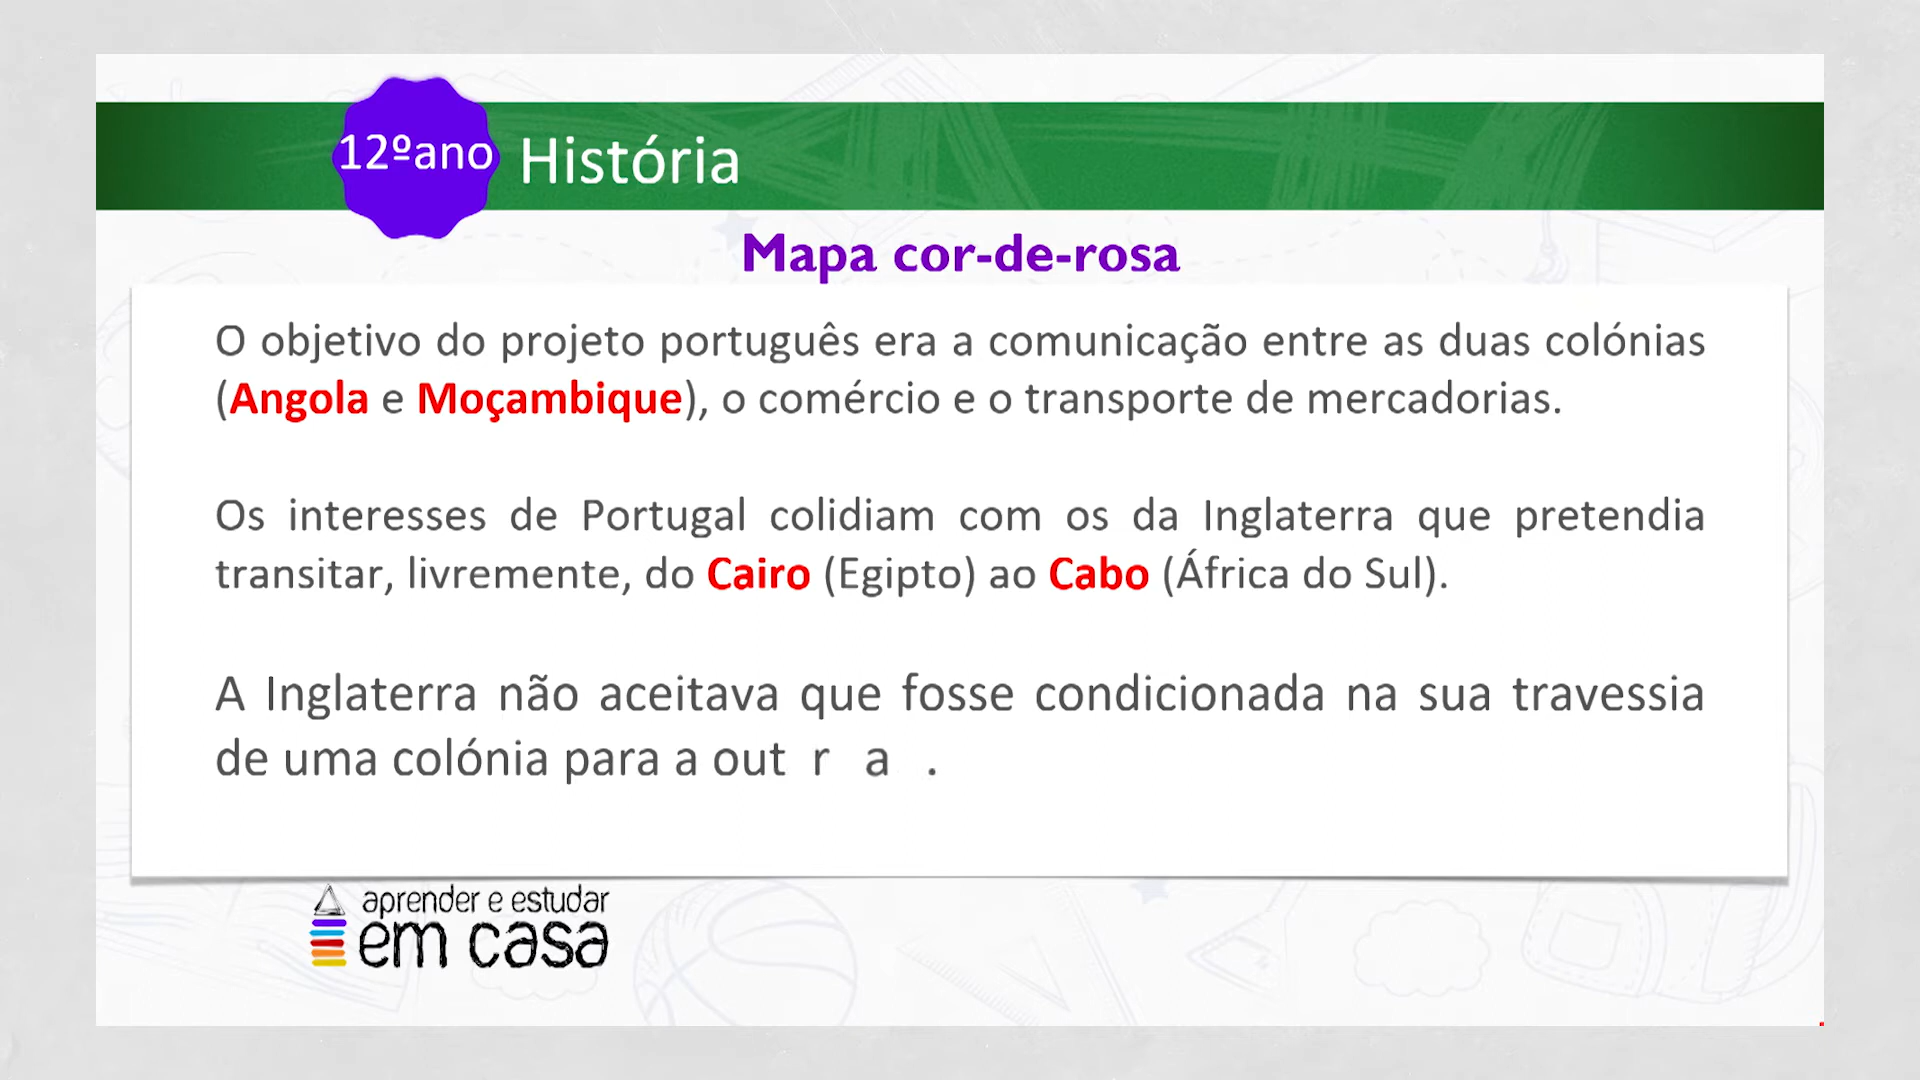 12ºano História
Mapa cor-de-rosa
O objetivo do projeto português era a comunicação entre as duas colónias
(Angola e Moçambique), o comércio e o transporte de mercadorias.
Os interesses de Portugal colidiam com os da Inglaterra que pretendia
transitar, livremente, do Cairo (Egipto) ao Cabo (África do Sul).
A Inglaterra não aceitava que fosse condicionada na sua travessia
de uma colónia para a outra.
aprender e estudar
em casa